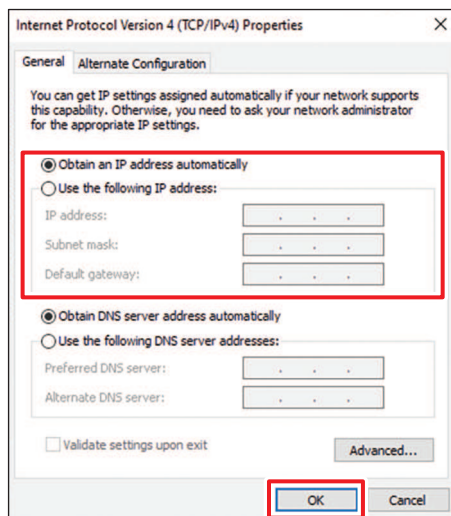 Internet Protocol Version 4 (TCP/IPv4) Properties
General
Alternate Configuration
You can get IP settings assigned automatically if your network supports
this capability. Otherwise, you need to ask your network administrator
for the appropriate IP settings.
Obtain an IP address automatically
Use the following IP address:
IP address:
Subnet mask:
Default gateway:
Obtain DNS server address automatically
Use the following DNS server addresses:
Preferred DNS server:
Alternate DNS server:
Validate settings upon exit
Advanced...
OK
Cancel